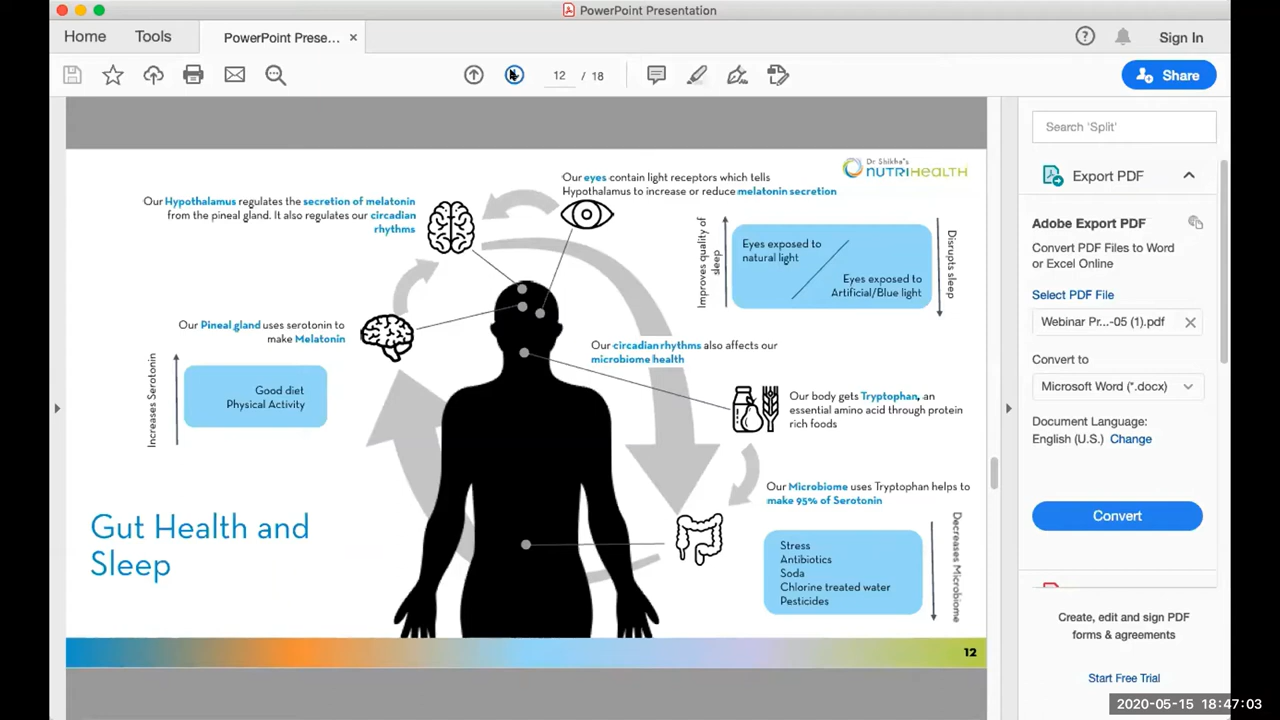 PowerPoint Presentation
Home
Tools
PowerPoint Prese...
Sign In
12 / 18
Share
Search 'Split'
Export PDF
Adobe Export PDF
Convert PDF Files to Word
or Excel Online
Select PDF File
Webinar Pr...-05 (1).pdf
Convert to
Microsoft Word (*.docx)
Document Language:
English (U.S.) Change
Convert
Create, edit and sign PDF
forms & agreements
Start Free Trial
Dr Shikha's
NUTRIHEALTH
Our eyes contain light receptors which tells
Hypothalamus to increase or reduce melatonin secretion
Our Hypothalamus regulates the secretion of melatonin
from the pineal gland. It also regulates our circadian
rhythms
Improves quality of
sleep
Eyes exposed to
natural light
Eyes exposed to
Artificial/Blue light
Disrupts sleep
Our Pineal gland uses serotonin to
make Melatonin
Our circadian rhythms also affects our
microbiome health
Increases Serotonin
Good diet
Physical Activity
Our body gets Tryptophan, an
essential amino acid through protein
rich foods
Our Microbiome uses Tryptophan helps to
make 95% of Serotonin
Stress
Antibiotics
Soda
Chlorine treated water
Pesticides
Decreases Microbiome
Gut Health and
Sleep
12
2020-05-15 18:47:03